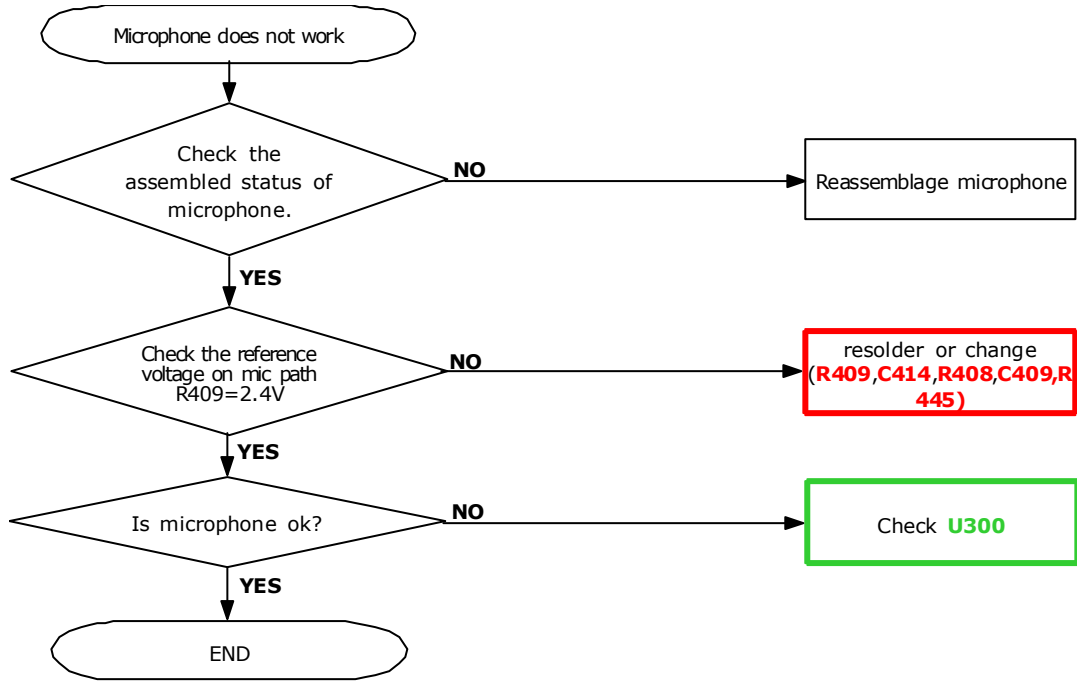 Microphone does not work
Check the
assembled status of
microphone.
NO
Reassemblage microphone
YES
Check the reference
voltage on mic path
R409=2.4V
NO
resolder or change
(R409,C414,R408,C409,R
445)
YES
Is microphone ok?
NO
Check U300
YES
END